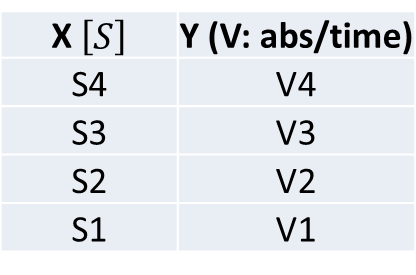 X [S] Y (V: abs/time)
S4 V4
S3 V3
S2 V2
S1 V1